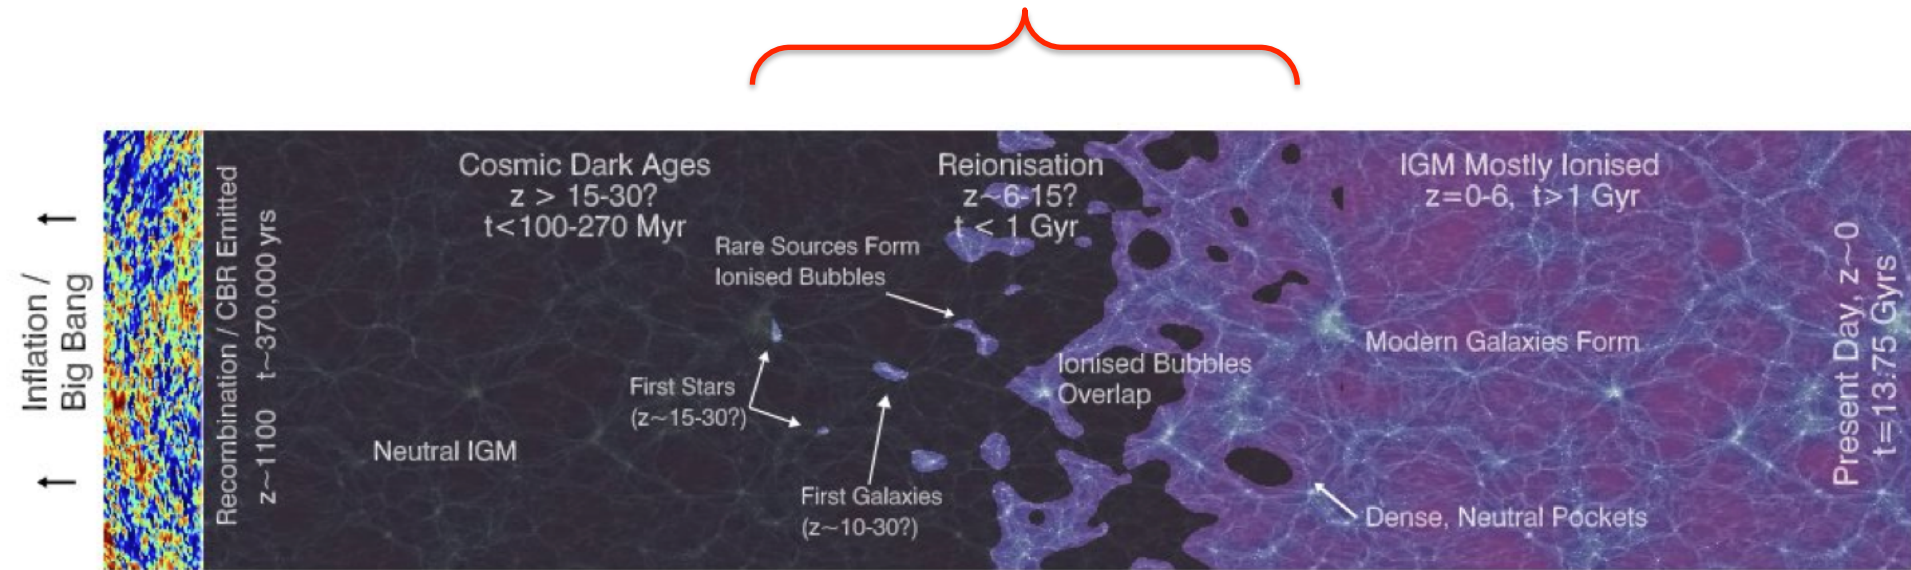 Inflation /
Big Bang
Recombination / CBR Emitted
z~1100 t~370,000 yrs
Cosmic Dark Ages
z > 15-30?
t<100-270 Myr
Neutral IGM
First Stars
(z~15-30?)
Rare Sources Form
Ionised Bubbles
First Galaxies
(z~10-30?)
Reionisation
z~6-15?
t < 1 Gyr
Ionised Bubbles
Overlap
IGM Mostly Ionised
z=0-6, t>1 Gyr
Modern Galaxies Form
Dense, Neutral Pockets
Present Day, z~0
t=13.75 Gyrs